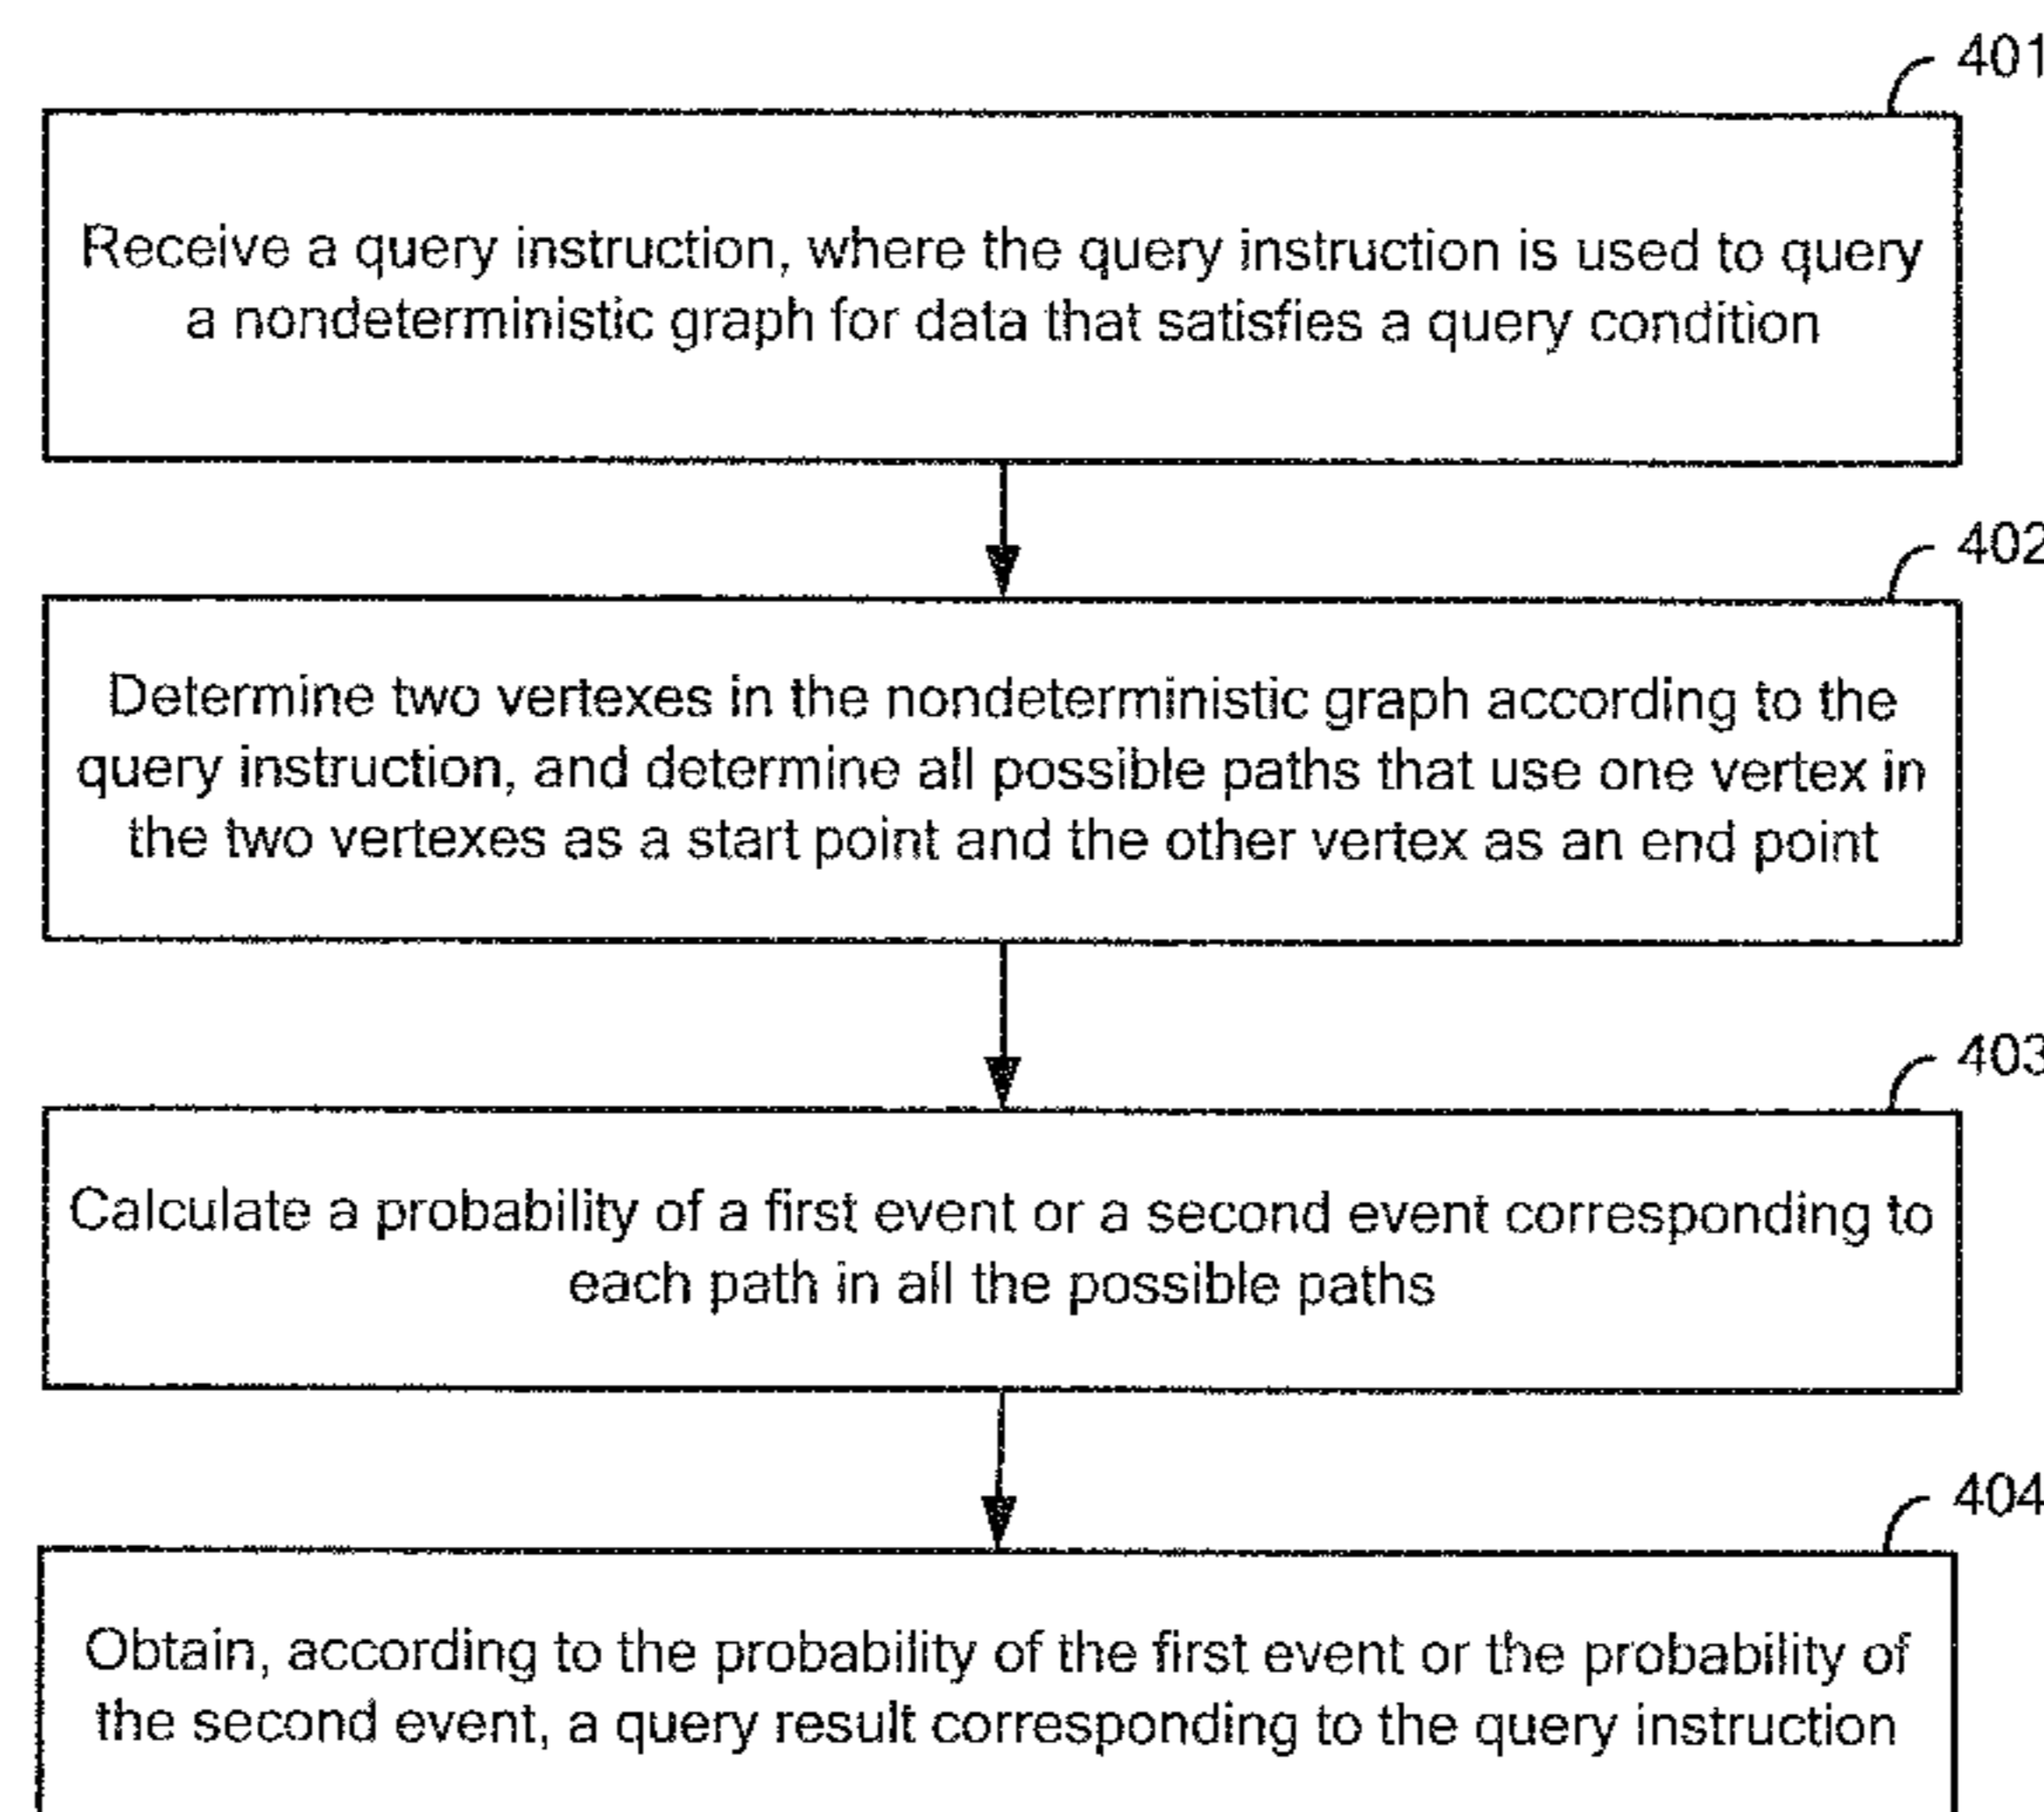 401
Receive a query instruction, where the query instruction is used to query
a nondeterministic graph for data that satisfies a query condition
402
Determine two vertexes in the nondeterministic graph according to the
query instruction, and determine all possible paths that use one vertex in
the two vertexes as a start point and the other vertex as an end point
403
Calculate a probability of a first event or a second event corresponding to
each path in all the possible paths
404
Obtain, according to the probability of the first event or the probability of
the second event, a query result corresponding to the query instruction